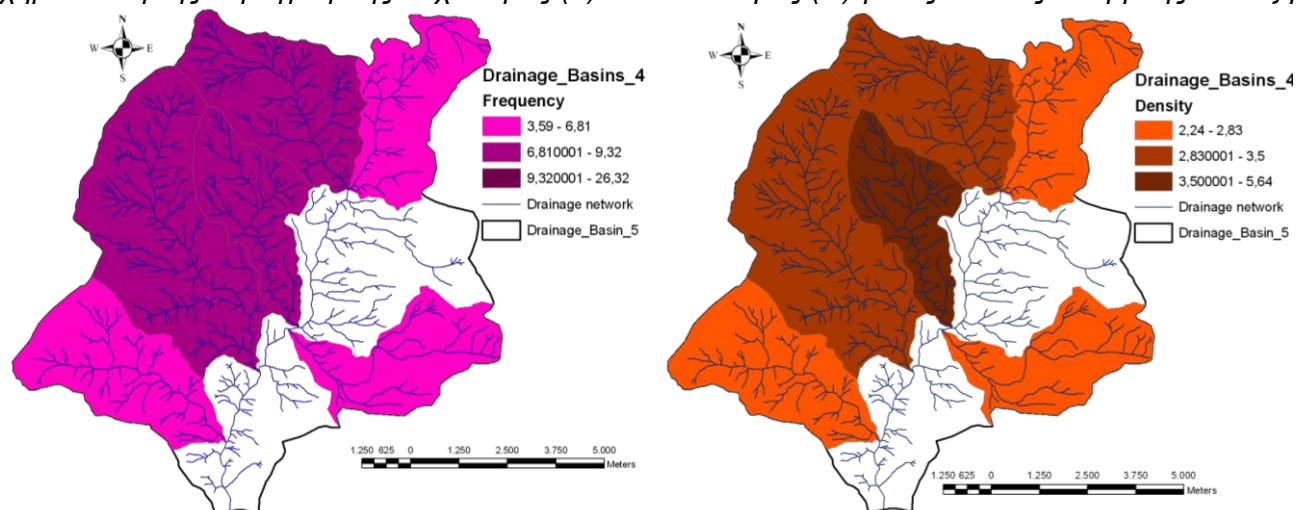 N
W E
S
Drainage_Basins_4
Frequency
3,59 - 6,81
6,810001 - 9,32
9,320001 - 26,32
Drainage network
Drainage_Basin_5
1.250 625 0 1.250 2.500 3.750 5.000
Meters
N
W E
S
Drainage_Basins_4
Density
2,24 - 2,83
2,830001 - 3,5
3,500001 - 5,64
Drainage network
Drainage_Basin_5
1.250 625 0 1.250 2.500 3.750 5.000
Meters